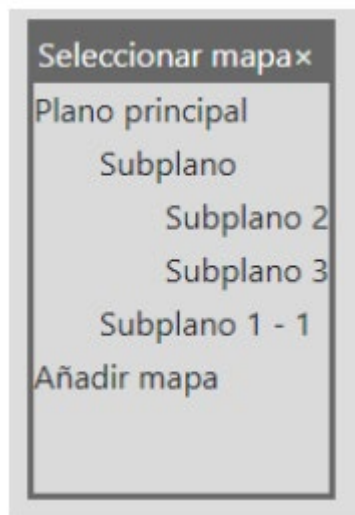 Seleccionar mapa×
Plano principal
Subplano
Subplano 2
Subplano 3
Subplano 1 - 1
Añadir mapa